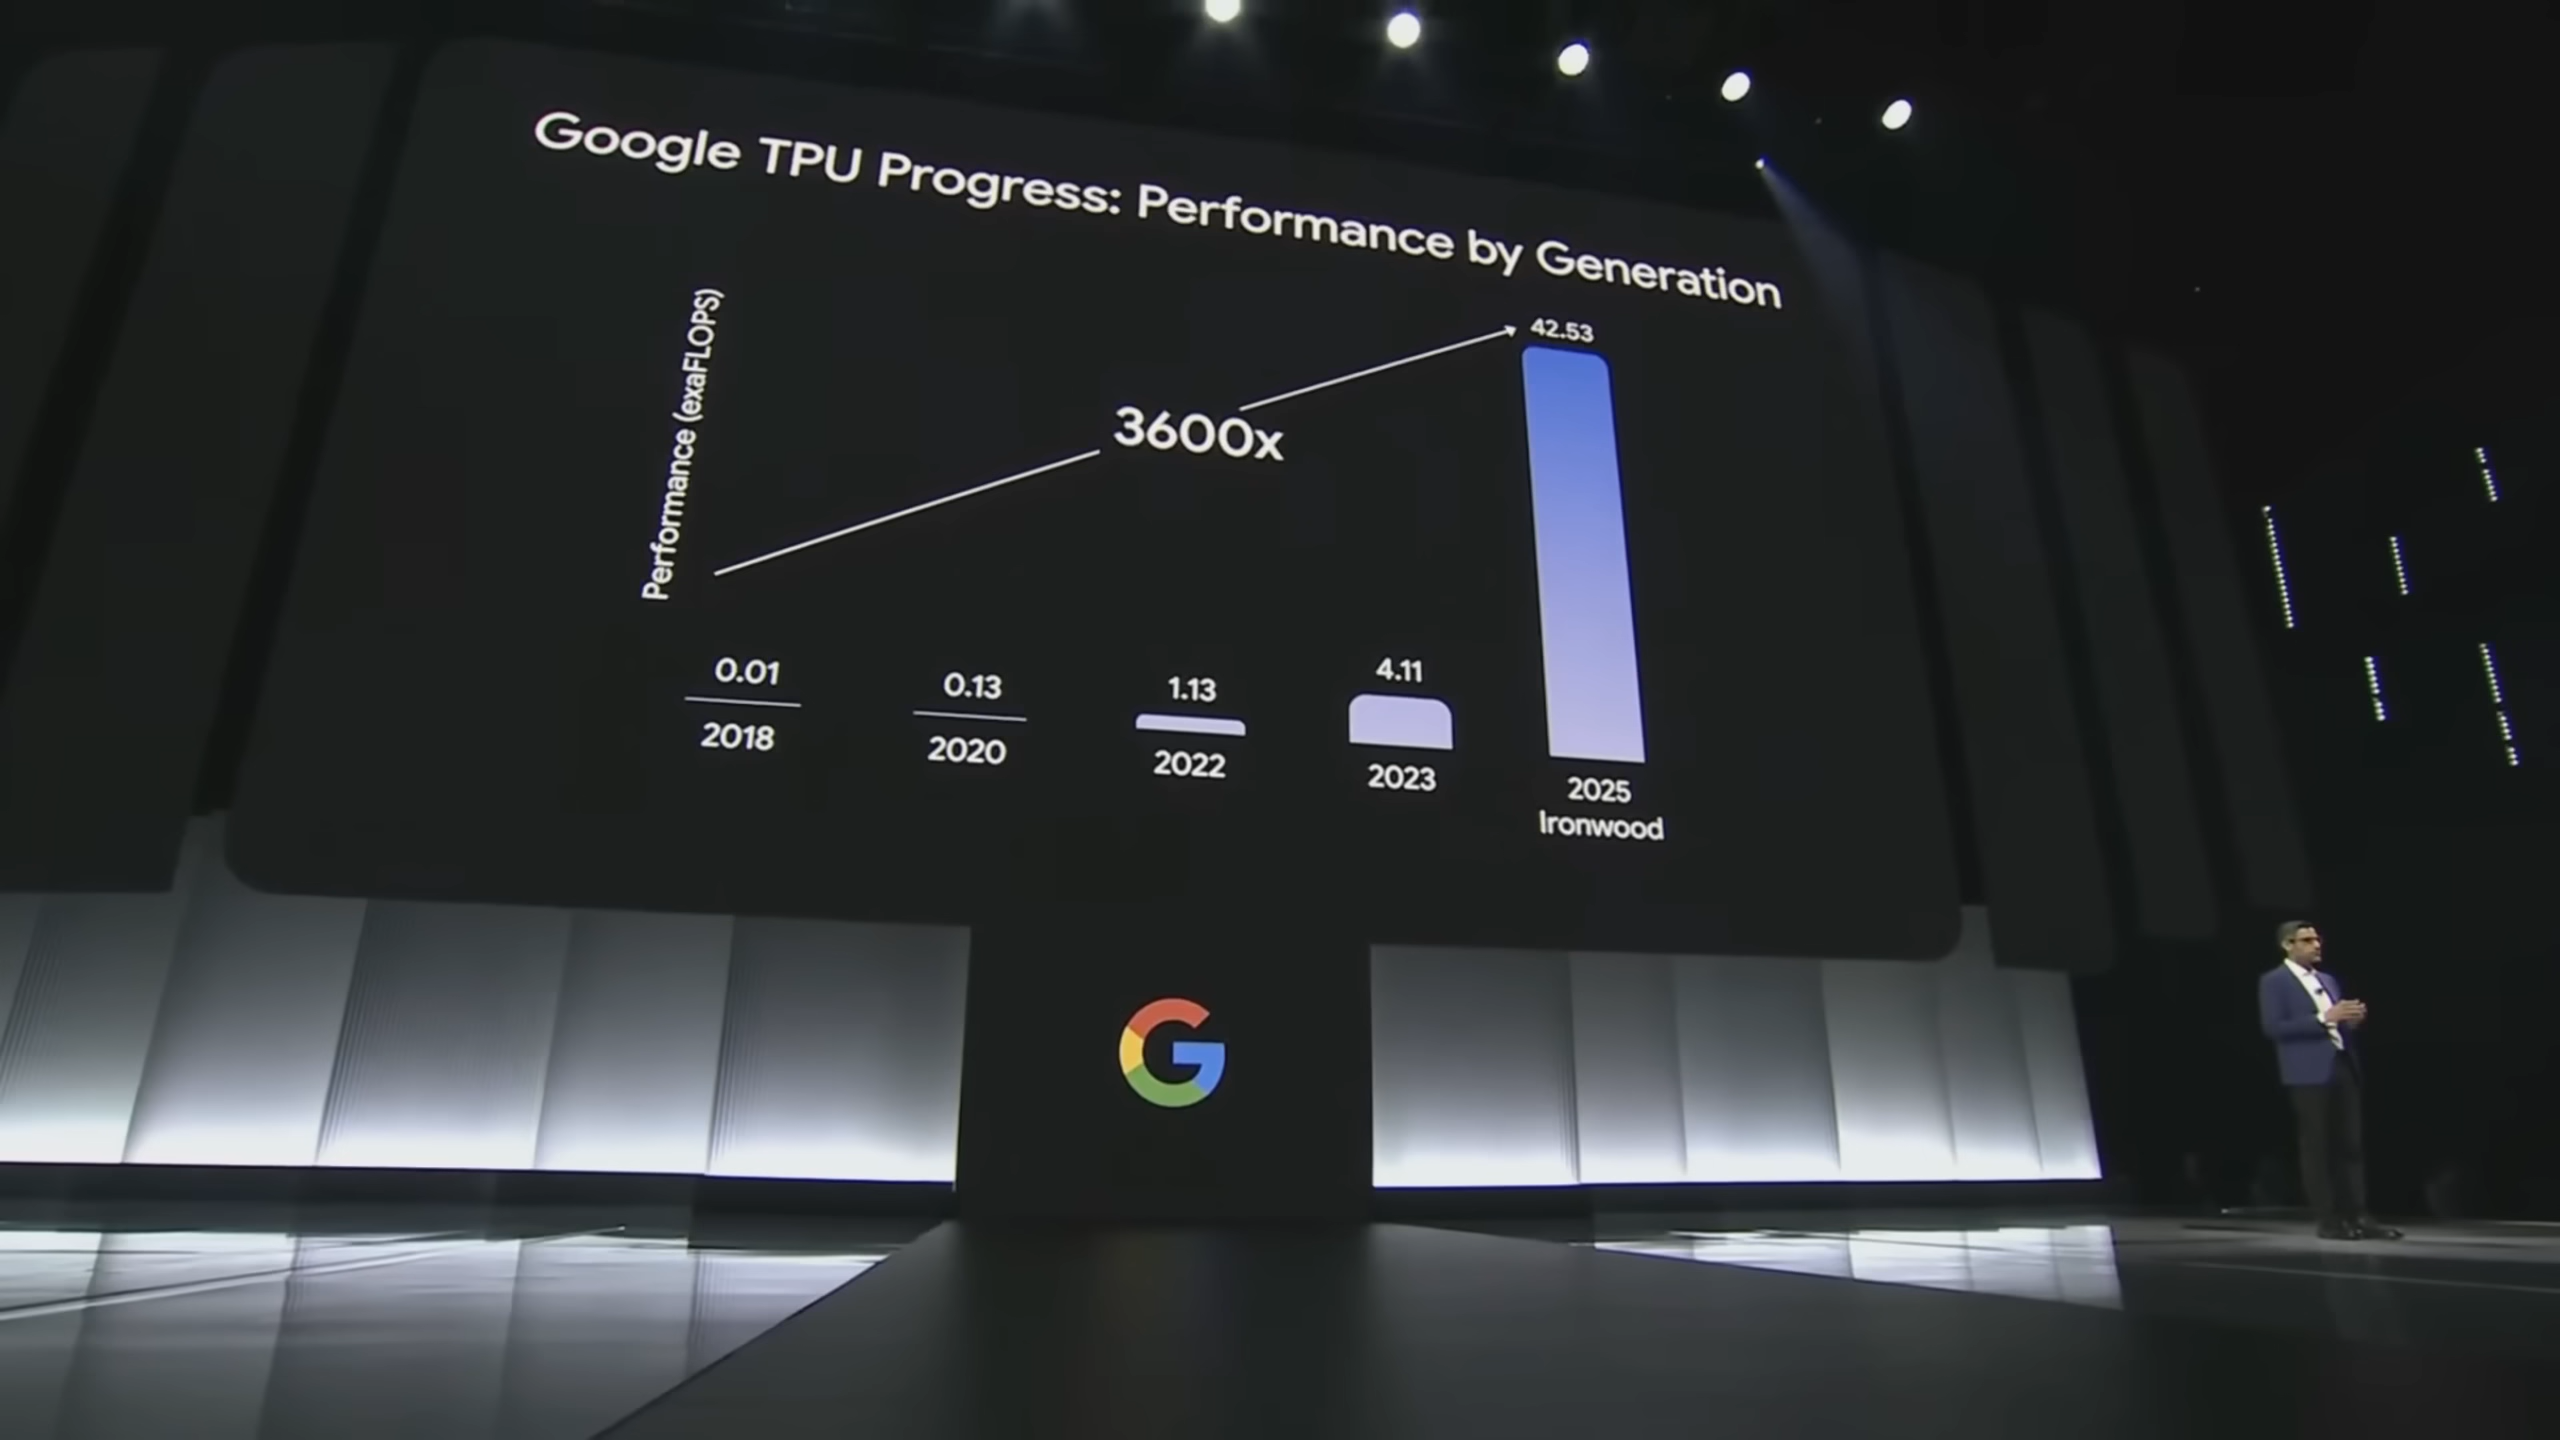 Google TPU Progress: Performance by Generation
Performance (exaFLOPS)
3600x
42.53
0.01
0.13
1.13
4.11
2018
2020
2022
2023
2025
Ironwood
G